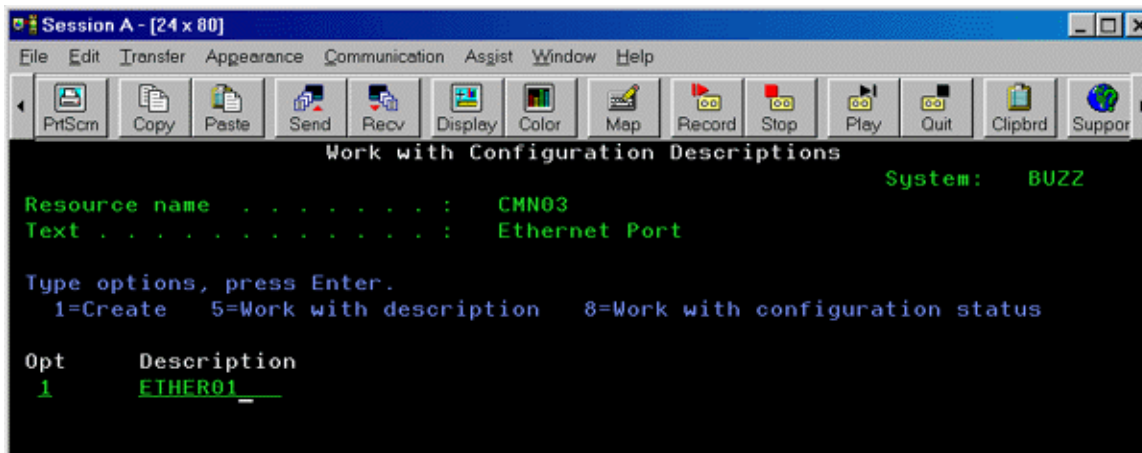 Session A - [24 x 80]
File Edit Transfer Appearance Communication Assist Window Help
PrtScrn Copy Paste Send Recv Display Color Map Record Stop Play Quit Clipbrd Suppor
Work with Configuration Descriptions
System: BUZZ
Resource name . . . . . . . : CMN03
Text . . . . . . . . . . . . : Ethernet Port
Type options, press Enter.
1=Create 5=Work with description 8=Work with configuration status
Opt Description
1 ETHER01